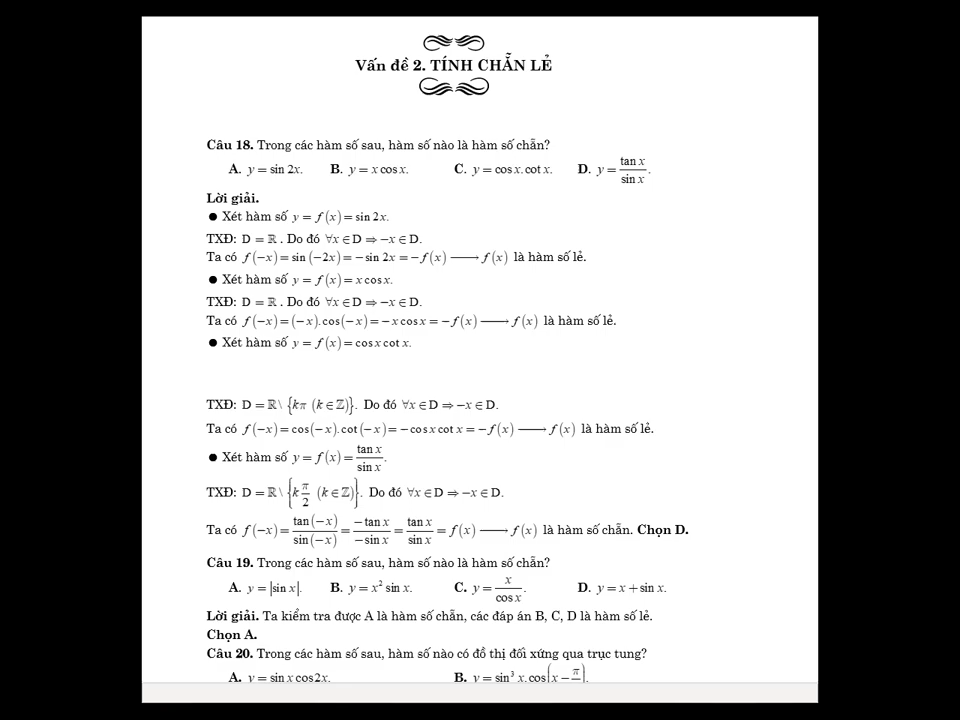 Vấn đề 2. TÍNH CHẴN LẺ
Câu 18. Trong các hàm số sau, hàm số nào là hàm số chẵn?
A. y = sin 2x. B. y = x cos x. C. y = cos x. cot x. D. y = tan x / sin x.
Lời giải.
● Xét hàm số y = f(x) = sin 2x.
TXĐ: D = ℝ . Do đó ∀x ∈ D ⇒ −x ∈ D.
Ta có f(−x) = sin(−2x) = −sin 2x = −f(x) ⟶ f(x) là hàm số lẻ.
● Xét hàm số y = f(x) = x cos x.
TXĐ: D = ℝ . Do đó ∀x ∈ D ⇒ −x ∈ D.
Ta có f(−x) = (−x).cos(−x) = −x cos x = −f(x) ⟶ f(x) là hàm số lẻ.
● Xét hàm số y = f(x) = cos x cot x.
TXĐ: D = ℝ \ {kπ (k ∈ ℤ)}. Do đó ∀x ∈ D ⇒ −x ∈ D.
Ta có f(−x) = cos(−x).cot(−x) = −cos x cot x = −f(x) ⟶ f(x) là hàm số lẻ.
● Xét hàm số y = f(x) = tan x / sin x.
TXĐ: D = ℝ \ {k π/2 (k ∈ ℤ)}. Do đó ∀x ∈ D ⇒ −x ∈ D.
Ta có f(−x) = tan(−x) / sin(−x) = −tan x / −sin x = tan x / sin x = f(x) ⟶ f(x) là hàm số chẵn. Chọn D.
Câu 19. Trong các hàm số sau, hàm số nào là hàm số chẵn?
A. y = |sin x|. B. y = x² sin x. C. y = x / cos x. D. y = x + sin x.
Lời giải. Ta kiểm tra được A là hàm số chẵn, các đáp án B, C, D là hàm số lẻ.
Chọn A.
Câu 20. Trong các hàm số sau, hàm số nào có đồ thị đối xứng qua trục tung?
A. y = sin x cos2x. B. y = sin³ x. cos(x − π